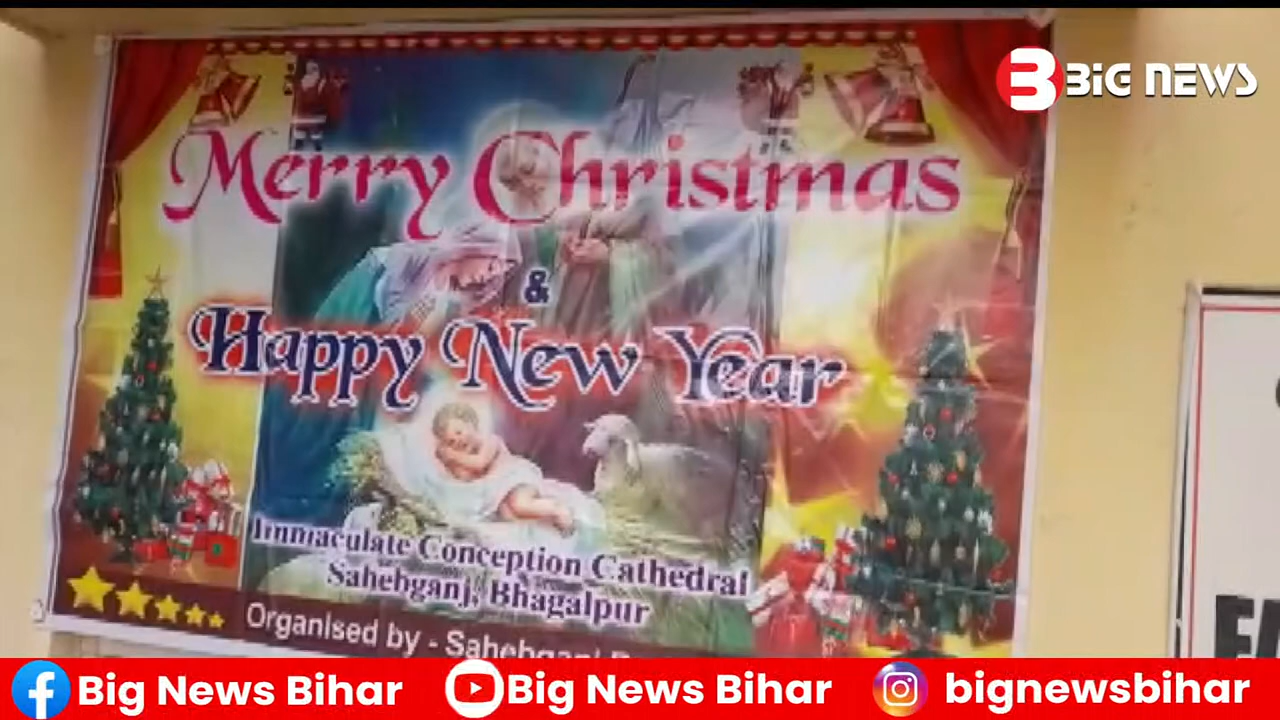 BiG NEWS
Merry Christmas
&
Happy New Year
Immaculate Conception Cathedral
Sahebganj, Bhagalpur
Organised by - Sahebganj
Big News Bihar
Big News Bihar
bignewsbihar